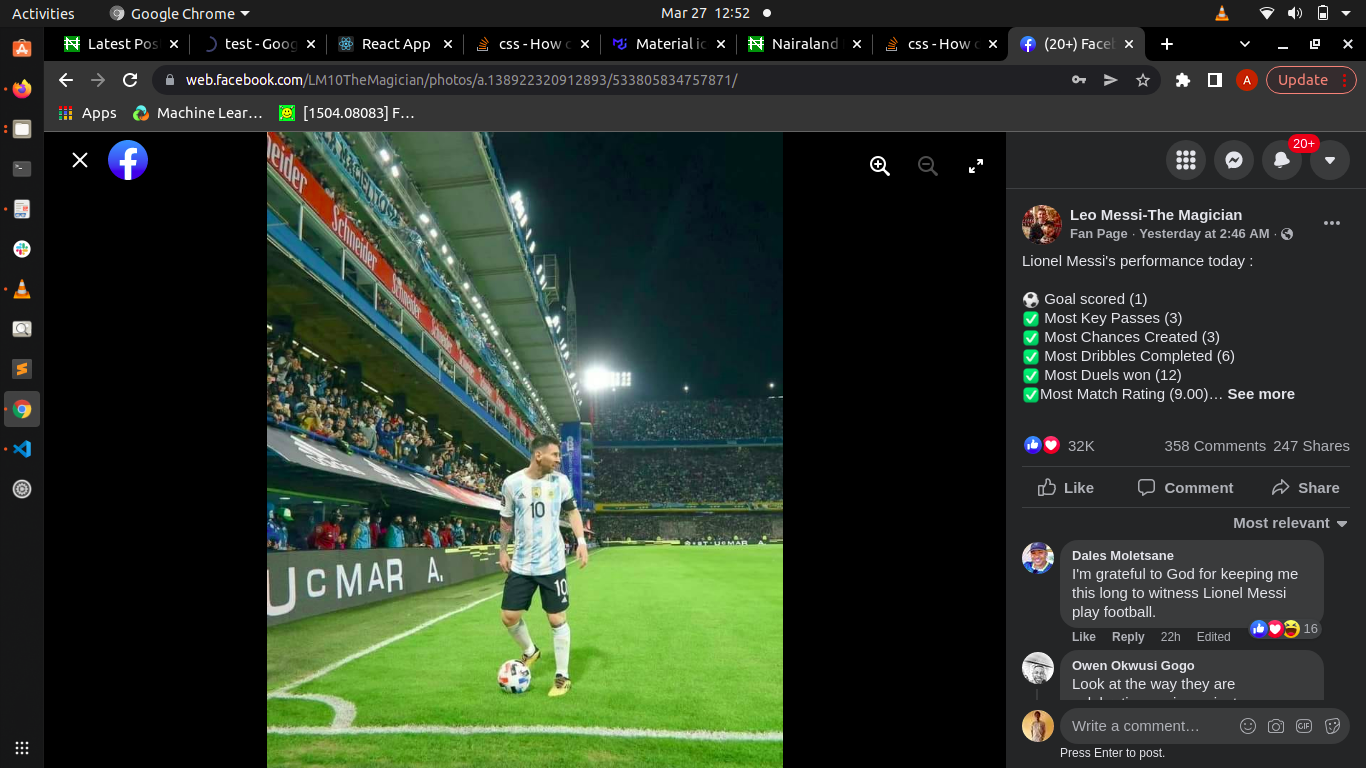 Activities
Google Chrome
Mar 27 12:52
Latest Pos
test - Goog
React App
css - How c
Material ic
Nairaland
css - How c
(20+) Face
web.facebook.com/LM10TheMagician/photos/a.138922320912893/533805834757871/
A
Update
Apps
Machine Lear…
[1504.08083] F…
Schneider
Schneider
Schneider
10
10
UCMAR A.
20+
Leo Messi-The Magician
Fan Page · Yesterday at 2:46 AM ·
Lionel Messi's performance today :
⚽ Goal scored (1)
✅ Most Key Passes (3)
✅ Most Chances Created (3)
✅ Most Dribbles Completed (6)
✅ Most Duels won (12)
✅Most Match Rating (9.00)… See more
32K
358 Comments 247 Shares
Like
Comment
Share
Most relevant
Dales Moletsane
I'm grateful to God for keeping me
this long to witness Lionel Messi
play football.
16
Like Reply 22h Edited
Owen Okwusi Gogo
Look at the way they are
Write a comment…
GIF
Press Enter to post.